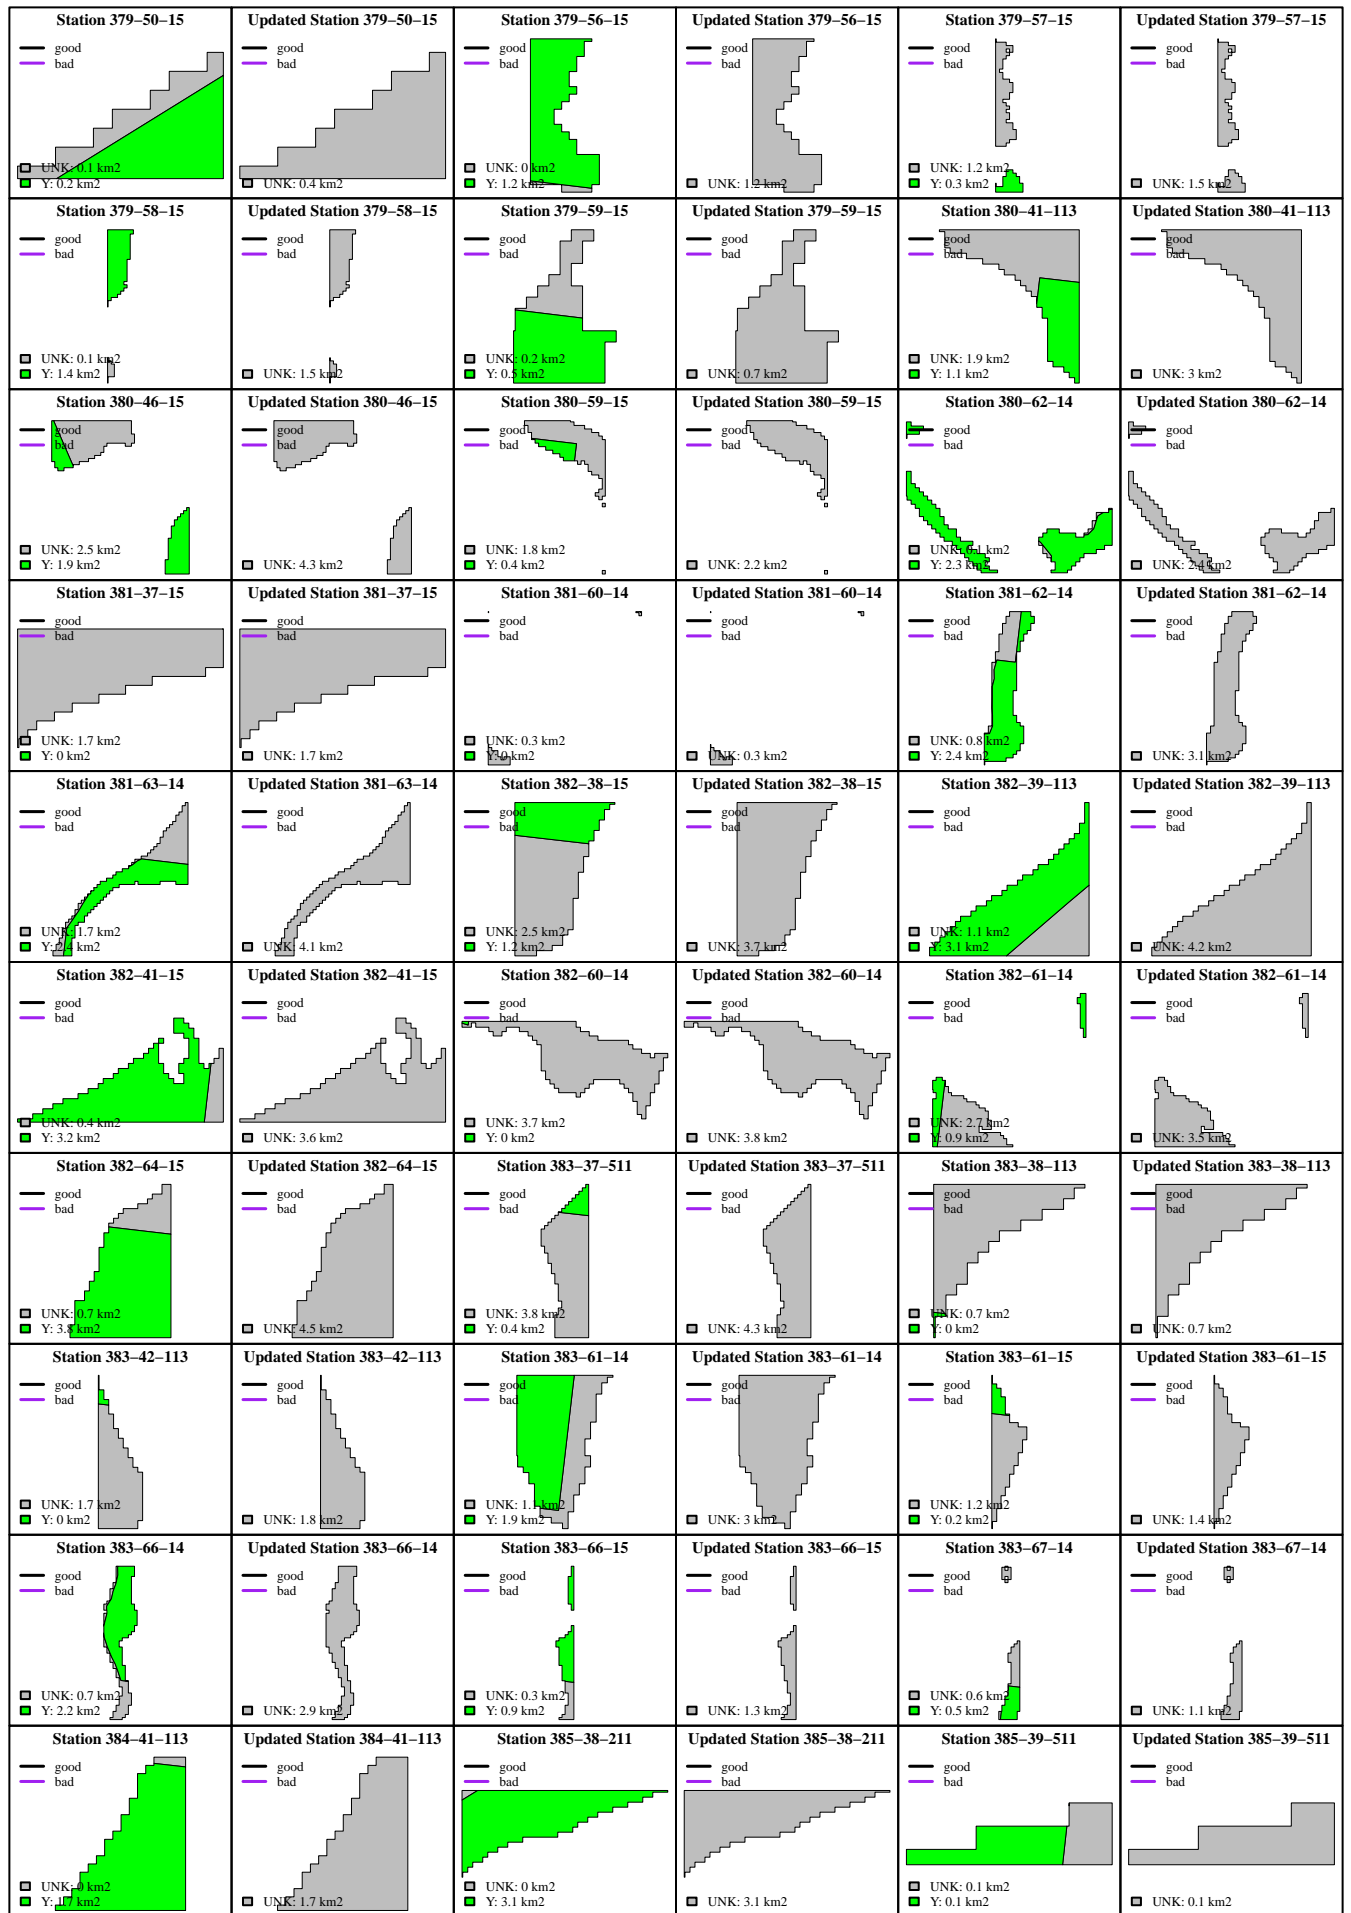 Station 379−50−15
good
bad
UNK: 0.1 km2
Y: 0.2 km2
Updated Station 379−50−15
good
bad
UNK: 0.4 km2
Station 379−56−15
good
bad
UNK: 0 km2
Y: 1.2 km2
Updated Station 379−56−15
good
bad
UNK: 1.2 km2
Station 379−57−15
good
bad
UNK: 1.2 km2
Y: 0.3 km2
Updated Station 379−57−15
good
bad
UNK: 1.5 km2
Station 379−58−15
good
bad
UNK: 0.1 km2
Y: 1.4 km2
Updated Station 379−58−15
good
bad
UNK: 1.5 km2
Station 379−59−15
good
bad
UNK: 0.2 km2
Y: 0.5 km2
Updated Station 379−59−15
good
bad
UNK: 0.7 km2
Station 380−41−113
good
bad
UNK: 1.9 km2
Y: 1.1 km2
Updated Station 380−41−113
good
bad
UNK: 3 km2
Station 380−46−15
good
bad
UNK: 2.5 km2
Y: 1.9 km2
Updated Station 380−46−15
good
bad
UNK: 4.3 km2
Station 380−59−15
good
bad
UNK: 1.8 km2
Y: 0.4 km2
Updated Station 380−59−15
good
bad
UNK: 2.2 km2
Station 380−62−14
good
bad
UNK: 0.1 km2
Y: 2.3 km2
Updated Station 380−62−14
good
bad
UNK: 2.4 km2
Station 381−37−15
good
bad
UNK: 1.7 km2
Y: 0 km2
Updated Station 381−37−15
good
bad
UNK: 1.7 km2
Station 381−60−14
good
bad
UNK: 0.3 km2
Y: 0 km2
Updated Station 381−60−14
good
bad
UNK: 0.3 km2
Station 381−62−14
good
bad
UNK: 0.8 km2
Y: 2.4 km2
Updated Station 381−62−14
good
bad
UNK: 3.1 km2
Station 381−63−14
good
bad
UNK: 1.7 km2
Y: 2.4 km2
Updated Station 381−63−14
good
bad
UNK: 4.1 km2
Station 382−38−15
good
bad
UNK: 2.5 km2
Y: 1.2 km2
Updated Station 382−38−15
good
bad
UNK: 3.7 km2
Station 382−39−113
good
bad
UNK: 1.1 km2
Y: 3.1 km2
Updated Station 382−39−113
good
bad
UNK: 4.2 km2
Station 382−41−15
good
bad
UNK: 0.4 km2
Y: 3.2 km2
Updated Station 382−41−15
good
bad
UNK: 3.6 km2
Station 382−60−14
good
bad
UNK: 3.7 km2
Y: 0 km2
Updated Station 382−60−14
good
bad
UNK: 3.8 km2
Station 382−61−14
good
bad
UNK: 2.7 km2
Y: 0.9 km2
Updated Station 382−61−14
good
bad
UNK: 3.5 km2
Station 382−64−15
good
bad
UNK: 0.7 km2
Y: 3.8 km2
Updated Station 382−64−15
good
bad
UNK: 4.5 km2
Station 383−37−511
good
bad
UNK: 3.8 km2
Y: 0.4 km2
Updated Station 383−37−511
good
bad
UNK: 4.3 km2
Station 383−38−113
good
bad
UNK: 0.7 km2
Y: 0 km2
Updated Station 383−38−113
good
bad
UNK: 0.7 km2
Station 383−42−113
good
bad
UNK: 1.7 km2
Y: 0 km2
Updated Station 383−42−113
good
bad
UNK: 1.8 km2
Station 383−61−14
good
bad
UNK: 1.1 km2
Y: 1.9 km2
Updated Station 383−61−14
good
bad
UNK: 3 km2
Station 383−61−15
good
bad
UNK: 1.2 km2
Y: 0.2 km2
Updated Station 383−61−15
good
bad
UNK: 1.4 km2
Station 383−66−14
good
bad
UNK: 0.7 km2
Y: 2.2 km2
Updated Station 383−66−14
good
bad
UNK: 2.9 km2
Station 383−66−15
good
bad
UNK: 0.3 km2
Y: 0.9 km2
Updated Station 383−66−15
good
bad
UNK: 1.3 km2
Station 383−67−14
good
bad
UNK: 0.6 km2
Y: 0.5 km2
Updated Station 383−67−14
good
bad
UNK: 1.1 km2
Station 384−41−113
good
bad
UNK: 0 km2
Y: 1.7 km2
Updated Station 384−41−113
good
bad
UNK: 1.7 km2
Station 385−38−211
good
bad
UNK: 0 km2
Y: 3.1 km2
Updated Station 385−38−211
good
bad
UNK: 3.1 km2
Station 385−39−511
good
bad
UNK: 0.1 km2
Y: 0.1 km2
Updated Station 385−39−511
good
bad
UNK: 0.1 km2